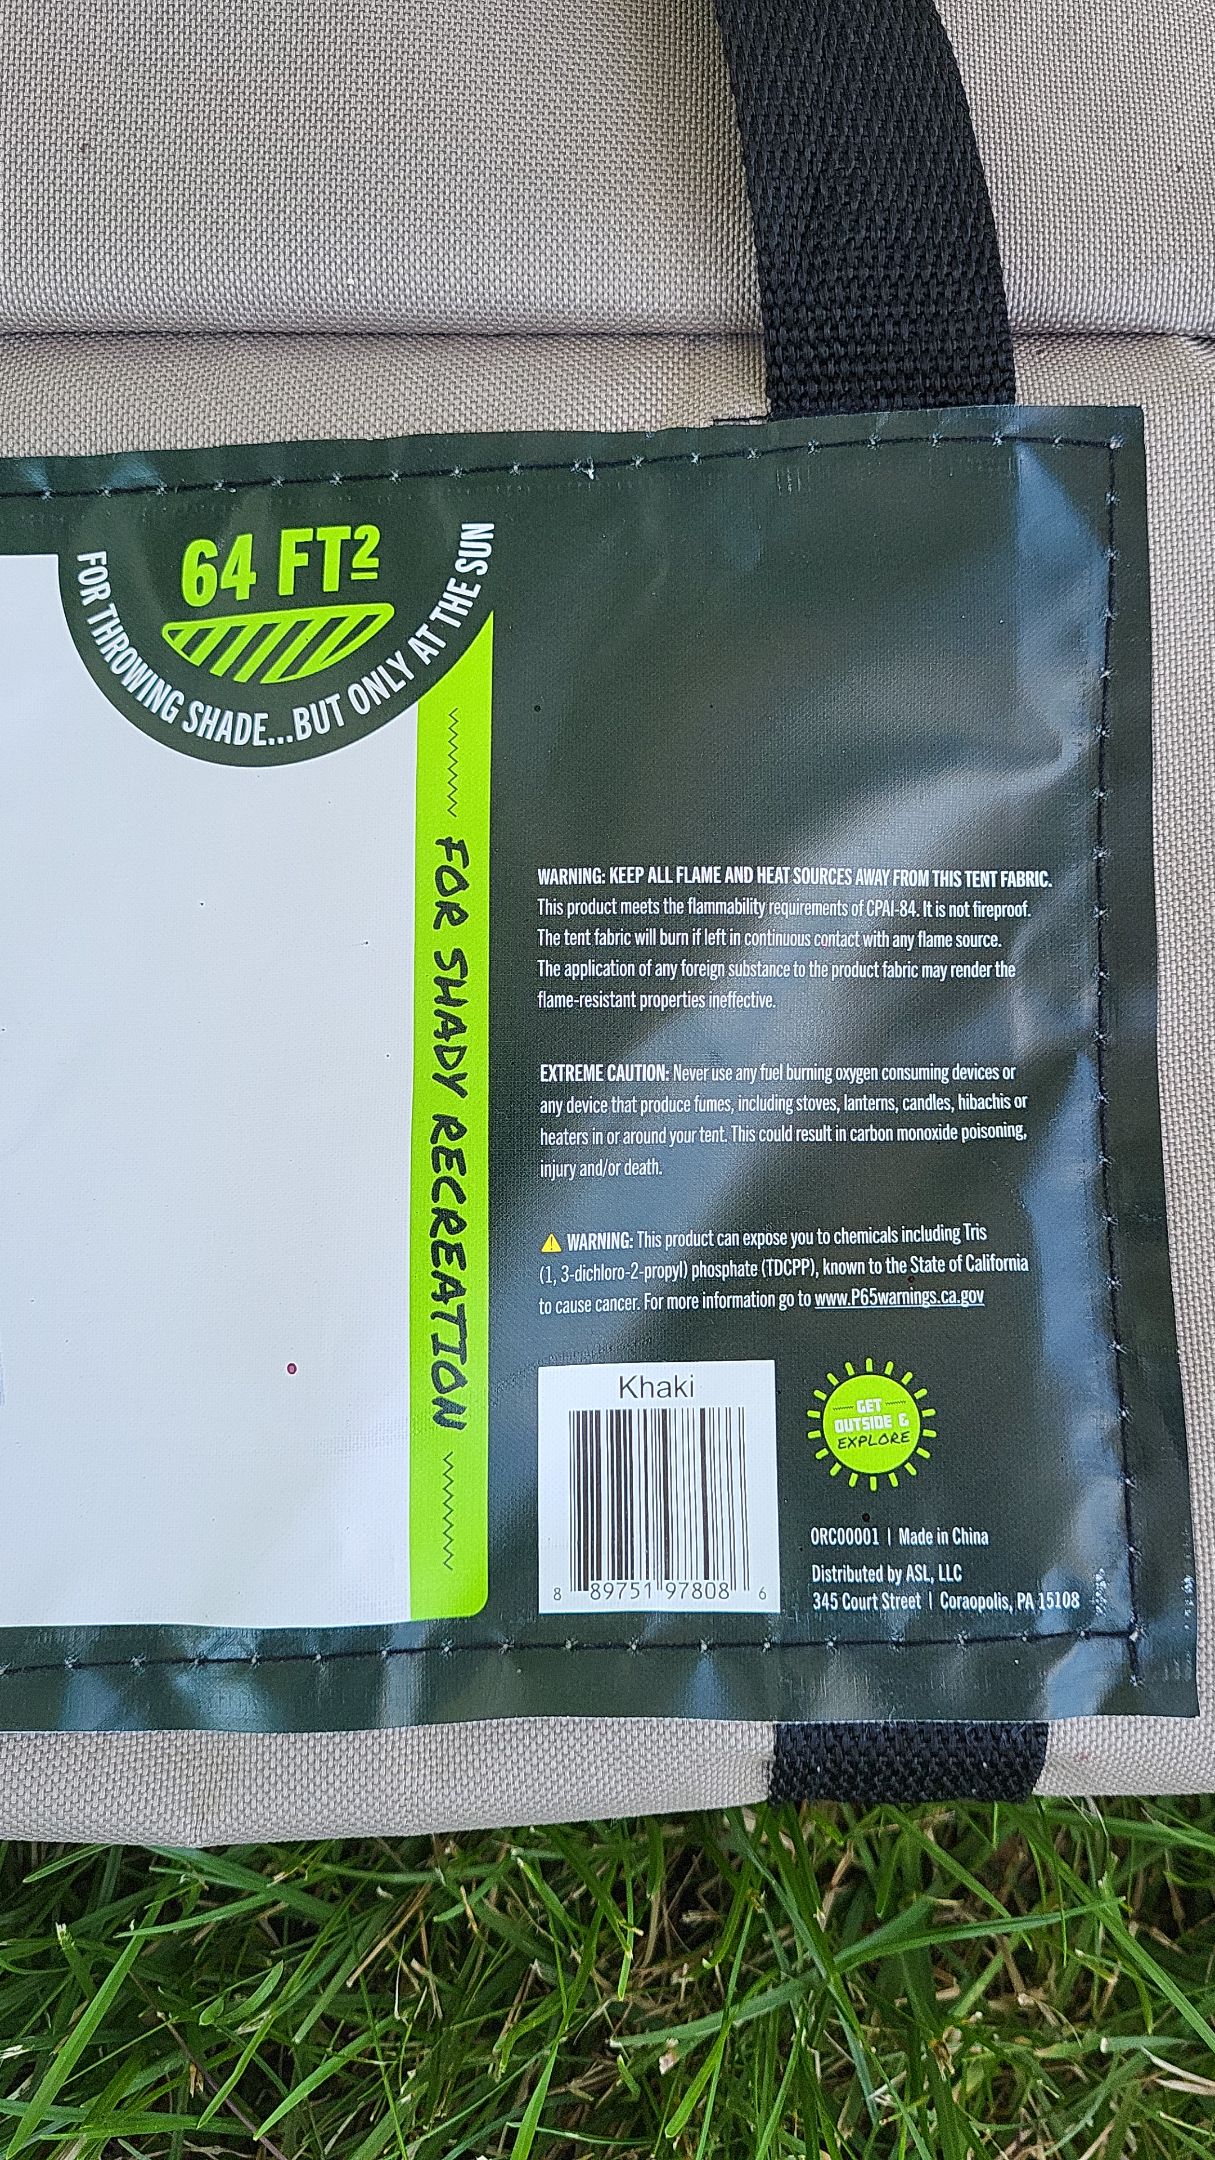 64 FT²
FOR THROWING SHADE...BUT ONLY AT THE SUN
FOR SHADY RECREATION
WARNING: KEEP ALL FLAME AND HEAT SOURCES AWAY FROM THIS TENT FABRIC.
This product meets the flammability requirements of CPAI-84. It is not fireproof.
The tent fabric will burn if left in continuous contact with any flame source.
The application of any foreign substance to the product fabric may render the
flame-resistant properties ineffective.
EXTREME CAUTION: Never use any fuel burning oxygen consuming devices or
any device that produce fumes, including stoves, lanterns, candles, hibachis or
heaters in or around your tent. This could result in carbon monoxide poisoning,
injury and/or death.
WARNING: This product can expose you to chemicals including Tris
(1, 3-dichloro-2-propyl) phosphate (TDCPP), known to the State of California
to cause cancer. For more information go to www.P65warnings.ca.gov
Khaki
8 89751 97808 6
GET
OUTSIDE &
EXPLORE
ORC00001 | Made in China
Distributed by ASL, LLC
345 Court Street | Coraopolis, PA 15108